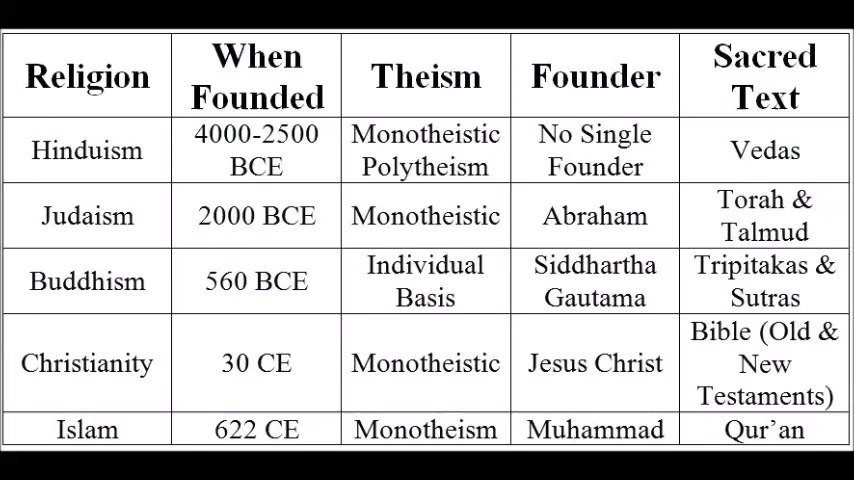 Religion
When
Founded
Theism
Founder
Sacred
Text
Hinduism
4000-2500
BCE
Monotheistic
Polytheism
No Single
Founder
Vedas
Judaism
2000 BCE
Monotheistic
Abraham
Torah &
Talmud
Buddhism
560 BCE
Individual
Basis
Siddhartha
Gautama
Tripitakas &
Sutras
Christianity
30 CE
Monotheistic
Jesus Christ
Bible (Old &
New
Testaments)
Islam
622 CE
Monotheism
Muhammad
Qur’an